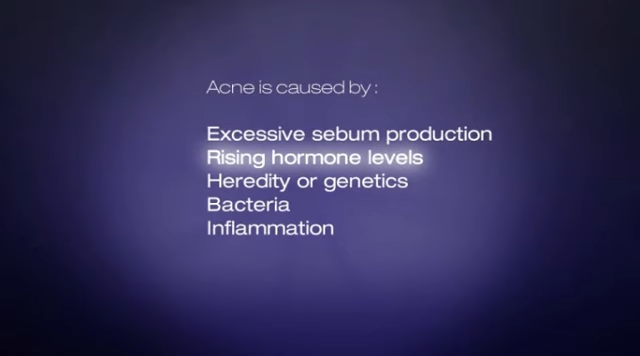 Acne is caused by :
Excessive sebum production
Rising hormone levels
Heredity or genetics
Bacteria
Inflammation